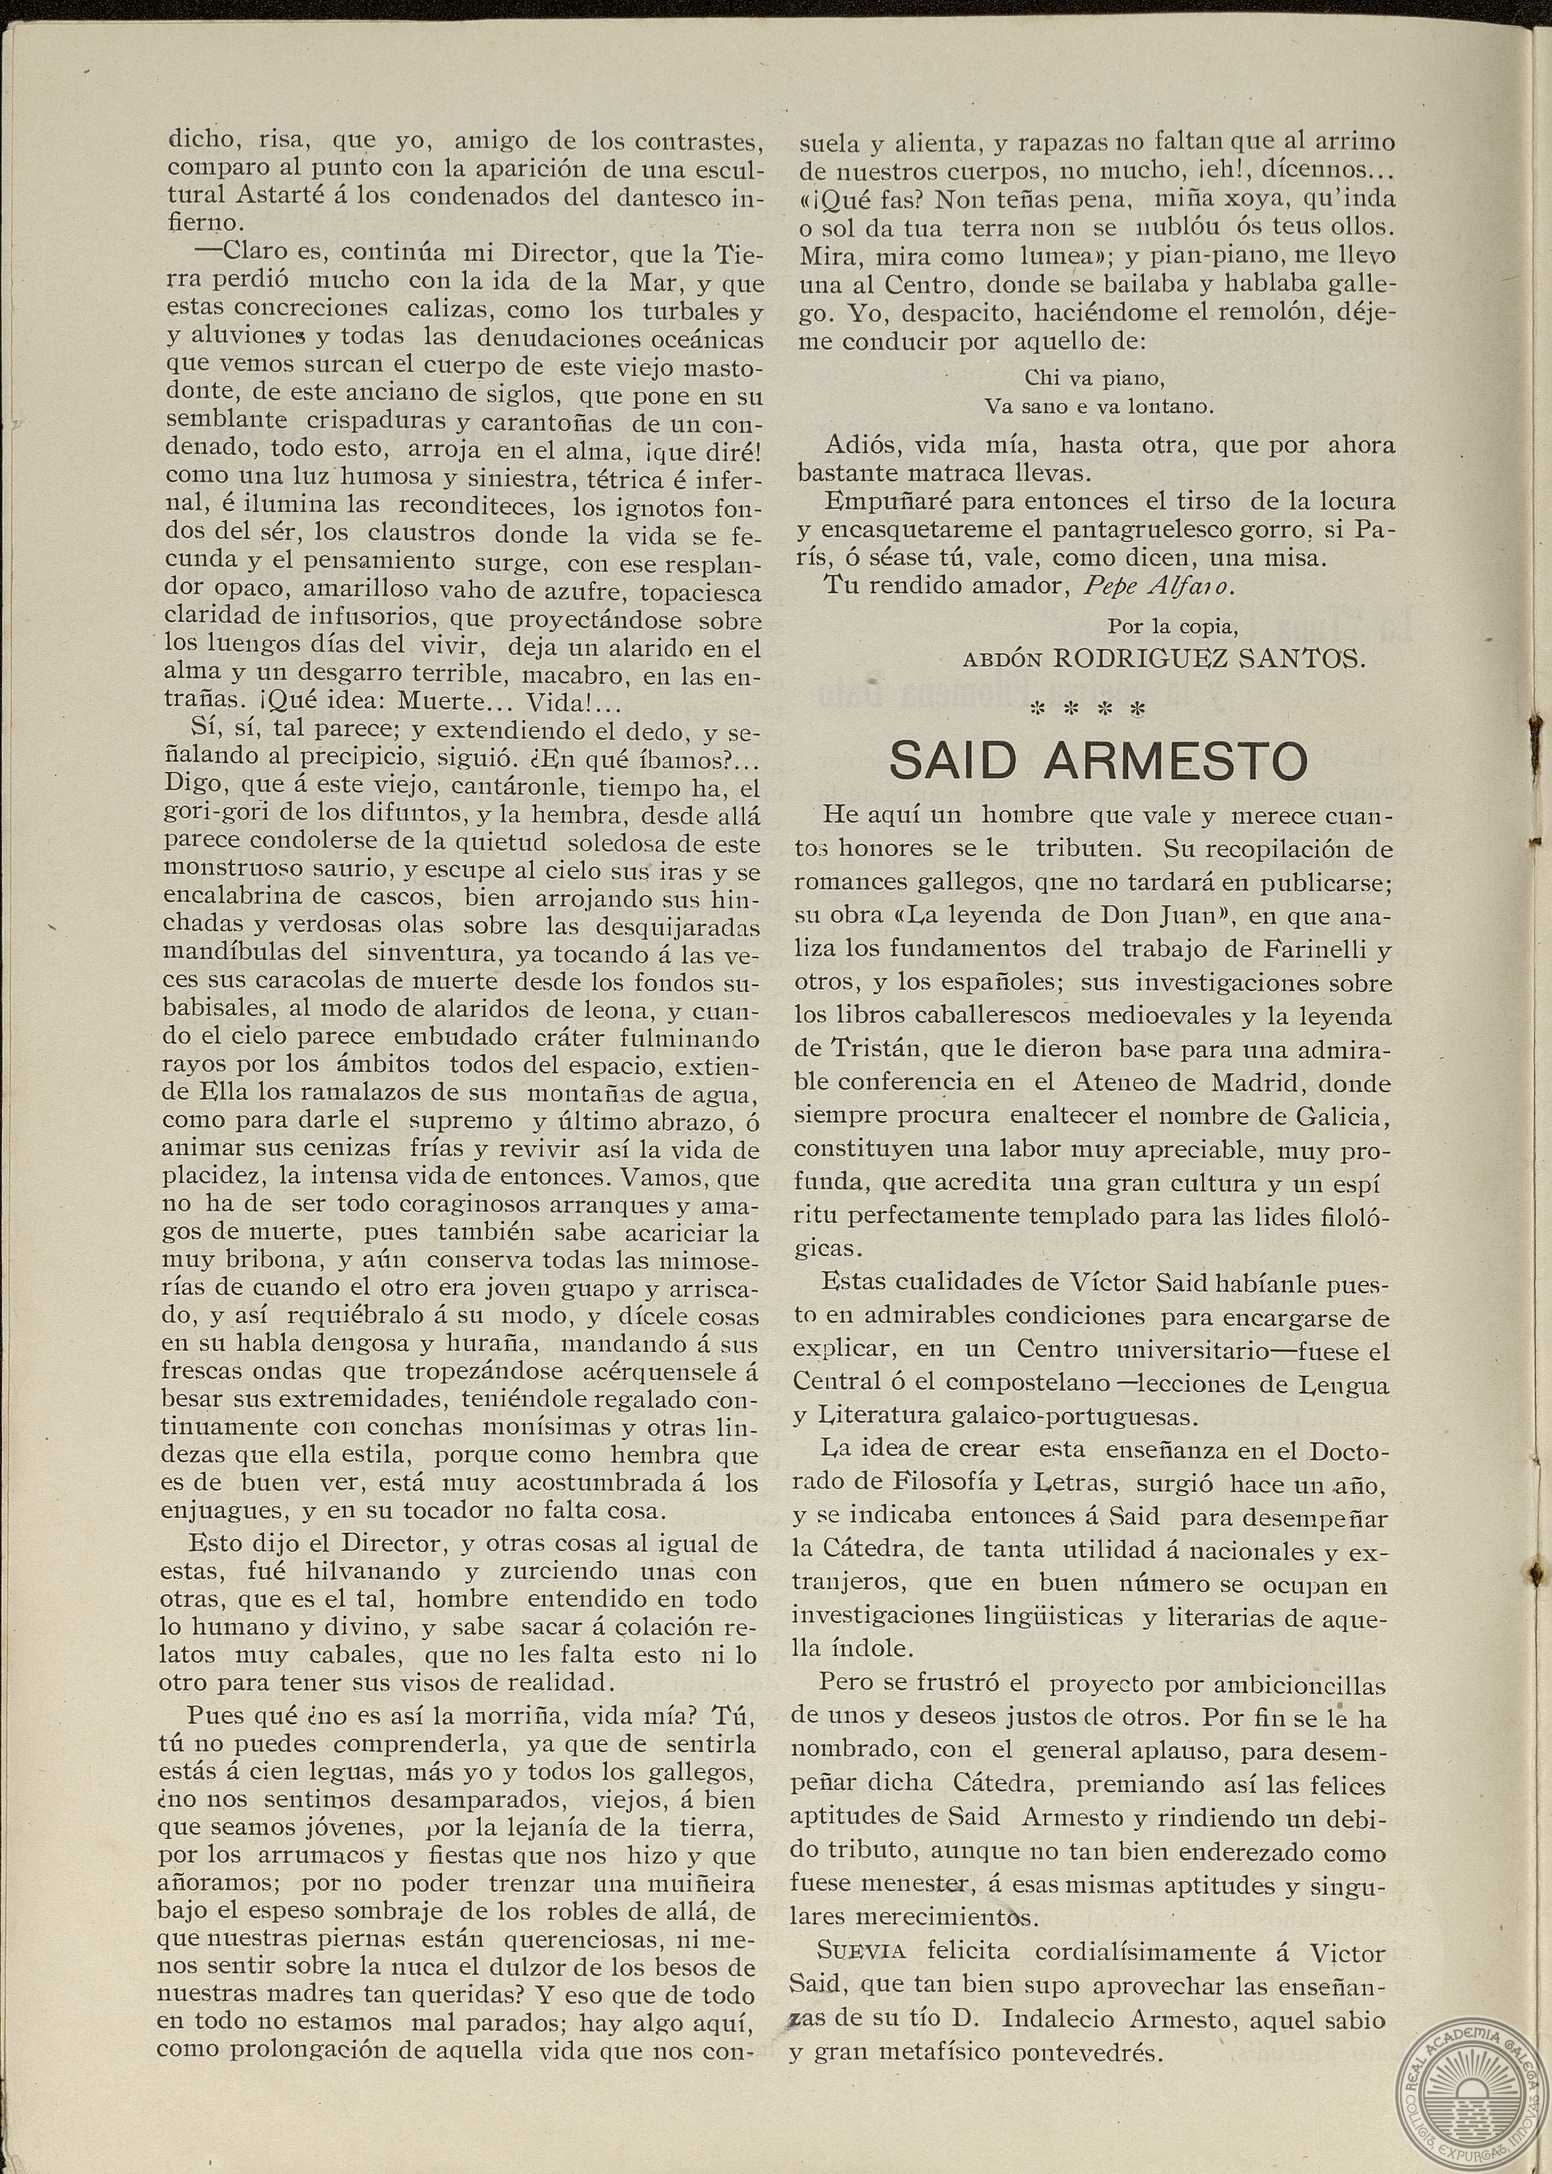 dicho, risa, que yo, amigo de los contrastes,
comparo al punto con la aparición de una escul-
tural Astarté á los condenados del dantesco in-
fierno.
—Claro es, continúa mi Director, que la Tie-
rra perdió mucho con la ida de la Mar, y que
estas concreciones calizas, como los turbales y
y aluviones y todas las denudaciones oceánicas
que vemos surcan el cuerpo de este viejo masto-
donte, de este anciano de siglos, que pone en su
semblante crispaduras y carantoñas de un con-
denado, todo esto, arroja en el alma, ¡que diré!
como una luz humosa y siniestra, tétrica é infer-
nal, é ilumina las reconditeces, los ignotos fon-
dos del sér, los claustros donde la vida se fe-
cunda y el pensamiento surge, con ese resplan-
dor opaco, amarilloso vaho de azufre, topaciesca
claridad de infusorios, que proyectándose sobre
los luengos días del vivir, deja un alarido en el
alma y un desgarro terrible, macabro, en las en-
trañas. ¡Qué idea: Muerte... Vida!...
Sí, sí, tal parece; y extendiendo el dedo, y se-
ñalando al precipicio, siguió. ¿En qué íbamos?...
Digo, que á este viejo, cantáronle, tiempo ha, el
gori-gori de los difuntos, y la hembra, desde allá
parece condolerse de la quietud soledosa de este
monstruoso saurio, y escupe al cielo sus iras y se
encalabrina de cascos, bien arrojando sus hin-
chadas y verdosas olas sobre las desquijaradas
mandíbulas del sinventura, ya tocando á las ve-
ces sus caracolas de muerte desde los fondos su-
babisales, al modo de alaridos de leona, y cuan-
do el cielo parece embudado cráter fulminando
rayos por los ámbitos todos del espacio, extien-
de Ella los ramalazos de sus montañas de agua,
como para darle el supremo y último abrazo, ó
animar sus cenizas frías y revivir así la vida de
placidez, la intensa vida de entonces. Vamos, que
no ha de ser todo coraginosos arranques y ama-
gos de muerte, pues también sabe acariciar la
muy bribona, y aún conserva todas las mimose-
rías de cuando el otro era joven guapo y arrisca-
do, y así requiébralo á su modo, y dícele cosas
en su habla dengosa y huraña, mandando á sus
frescas ondas que tropezándose acérquensele á
besar sus extremidades, teniéndole regalado con-
tinuamente con conchas monísimas y otras lin-
dezas que ella estila, porque como hembra que
es de buen ver, está muy acostumbrada á los
enjuagues, y en su tocador no falta cosa.
Esto dijo el Director, y otras cosas al igual de
estas, fué hilvanando y zurciendo unas con
otras, que es el tal, hombre entendido en todo
lo humano y divino, y sabe sacar á colación re-
latos muy cabales, que no les falta esto ni lo
otro para tener sus visos de realidad.
Pues qué ¿no es así la morriña, vida mía? Tú,
tú no puedes comprenderla, ya que de sentirla
estás á cien leguas, más yo y todos los gallegos,
¿no nos sentimos desamparados, viejos, á bien
que seamos jóvenes, por la lejanía de la tierra,
por los arrumacos y fiestas que nos hizo y que
añoramos; por no poder trenzar una muiñeira
bajo el espeso sombraje de los robles de allá, de
que nuestras piernas están querenciosas, ni me-
nos sentir sobre la nuca el dulzor de los besos de
nuestras madres tan queridas? Y eso que de todo
en todo no estamos mal parados; hay algo aquí,
como prolongación de aquella vida que nos con-
suela y alienta, y rapazas no faltan que al arrimo
de nuestros cuerpos, no mucho, ¡eh!, dícennos...
«¡Qué fas? Non teñas pena, miña xoya, qu'inda
o sol da tua terra non se nublóu ós teus ollos.
Mira, mira como lumea»; y pian-piano, me llevo
una al Centro, donde se bailaba y hablaba galle-
go. Yo, despacito, haciéndome el remolón, déje-
me conducir por aquello de:
Chi va piano,
Va sano e va lontano.
Adiós, vida mía, hasta otra, que por ahora
bastante matraca llevas.
Empuñaré para entonces el tirso de la locura
y encasquetareme el pantagruelesco gorro, si Pa-
rís, ó séase tú, vale, como dicen, una misa.
Tu rendido amador, Pepe Alfaro.
Por la copia,
ABDÓN RODRIGUEZ SANTOS.
* * * *
SAID ARMESTO
He aquí un hombre que vale y merece cuan-
tos honores se le tributen. Su recopilación de
romances gallegos, qne no tardará en publicarse;
su obra «La leyenda de Don Juan», en que ana-
liza los fundamentos del trabajo de Farinelli y
otros, y los españoles; sus investigaciones sobre
los libros caballerescos medioevales y la leyenda
de Tristán, que le dieron base para una admira-
ble conferencia en el Ateneo de Madrid, donde
siempre procura enaltecer el nombre de Galicia,
constituyen una labor muy apreciable, muy pro-
funda, que acredita una gran cultura y un espí
ritu perfectamente templado para las lides filoló-
gicas.
Estas cualidades de Víctor Said habíanle pues-
to en admirables condiciones para encargarse de
explicar, en un Centro universitario—fuese el
Central ó el compostelano—lecciones de Lengua
y Literatura galaico-portuguesas.
La idea de crear esta enseñanza en el Docto-
rado de Filosofía y Letras, surgió hace un año,
y se indicaba entonces á Said para desempeñar
la Cátedra, de tanta utilidad á nacionales y ex-
tranjeros, que en buen número se ocupan en
investigaciones lingüisticas y literarias de aque-
lla índole.
Pero se frustró el proyecto por ambicioncillas
de unos y deseos justos de otros. Por fin se le ha
nombrado, con el general aplauso, para desem-
peñar dicha Cátedra, premiando así las felices
aptitudes de Said Armesto y rindiendo un debi-
do tributo, aunque no tan bien enderezado como
fuese menester, á esas mismas aptitudes y singu-
lares merecimientos.
SUEVIA felicita cordialísimamente á Victor
Said, que tan bien supo aprovechar las enseñan-
zas de su tío D. Indalecio Armesto, aquel sabio
y gran metafísico pontevedrés.
REAL ACADEMIA GALEGA
COLLIGIT, EXPURGAT, INNOVAT